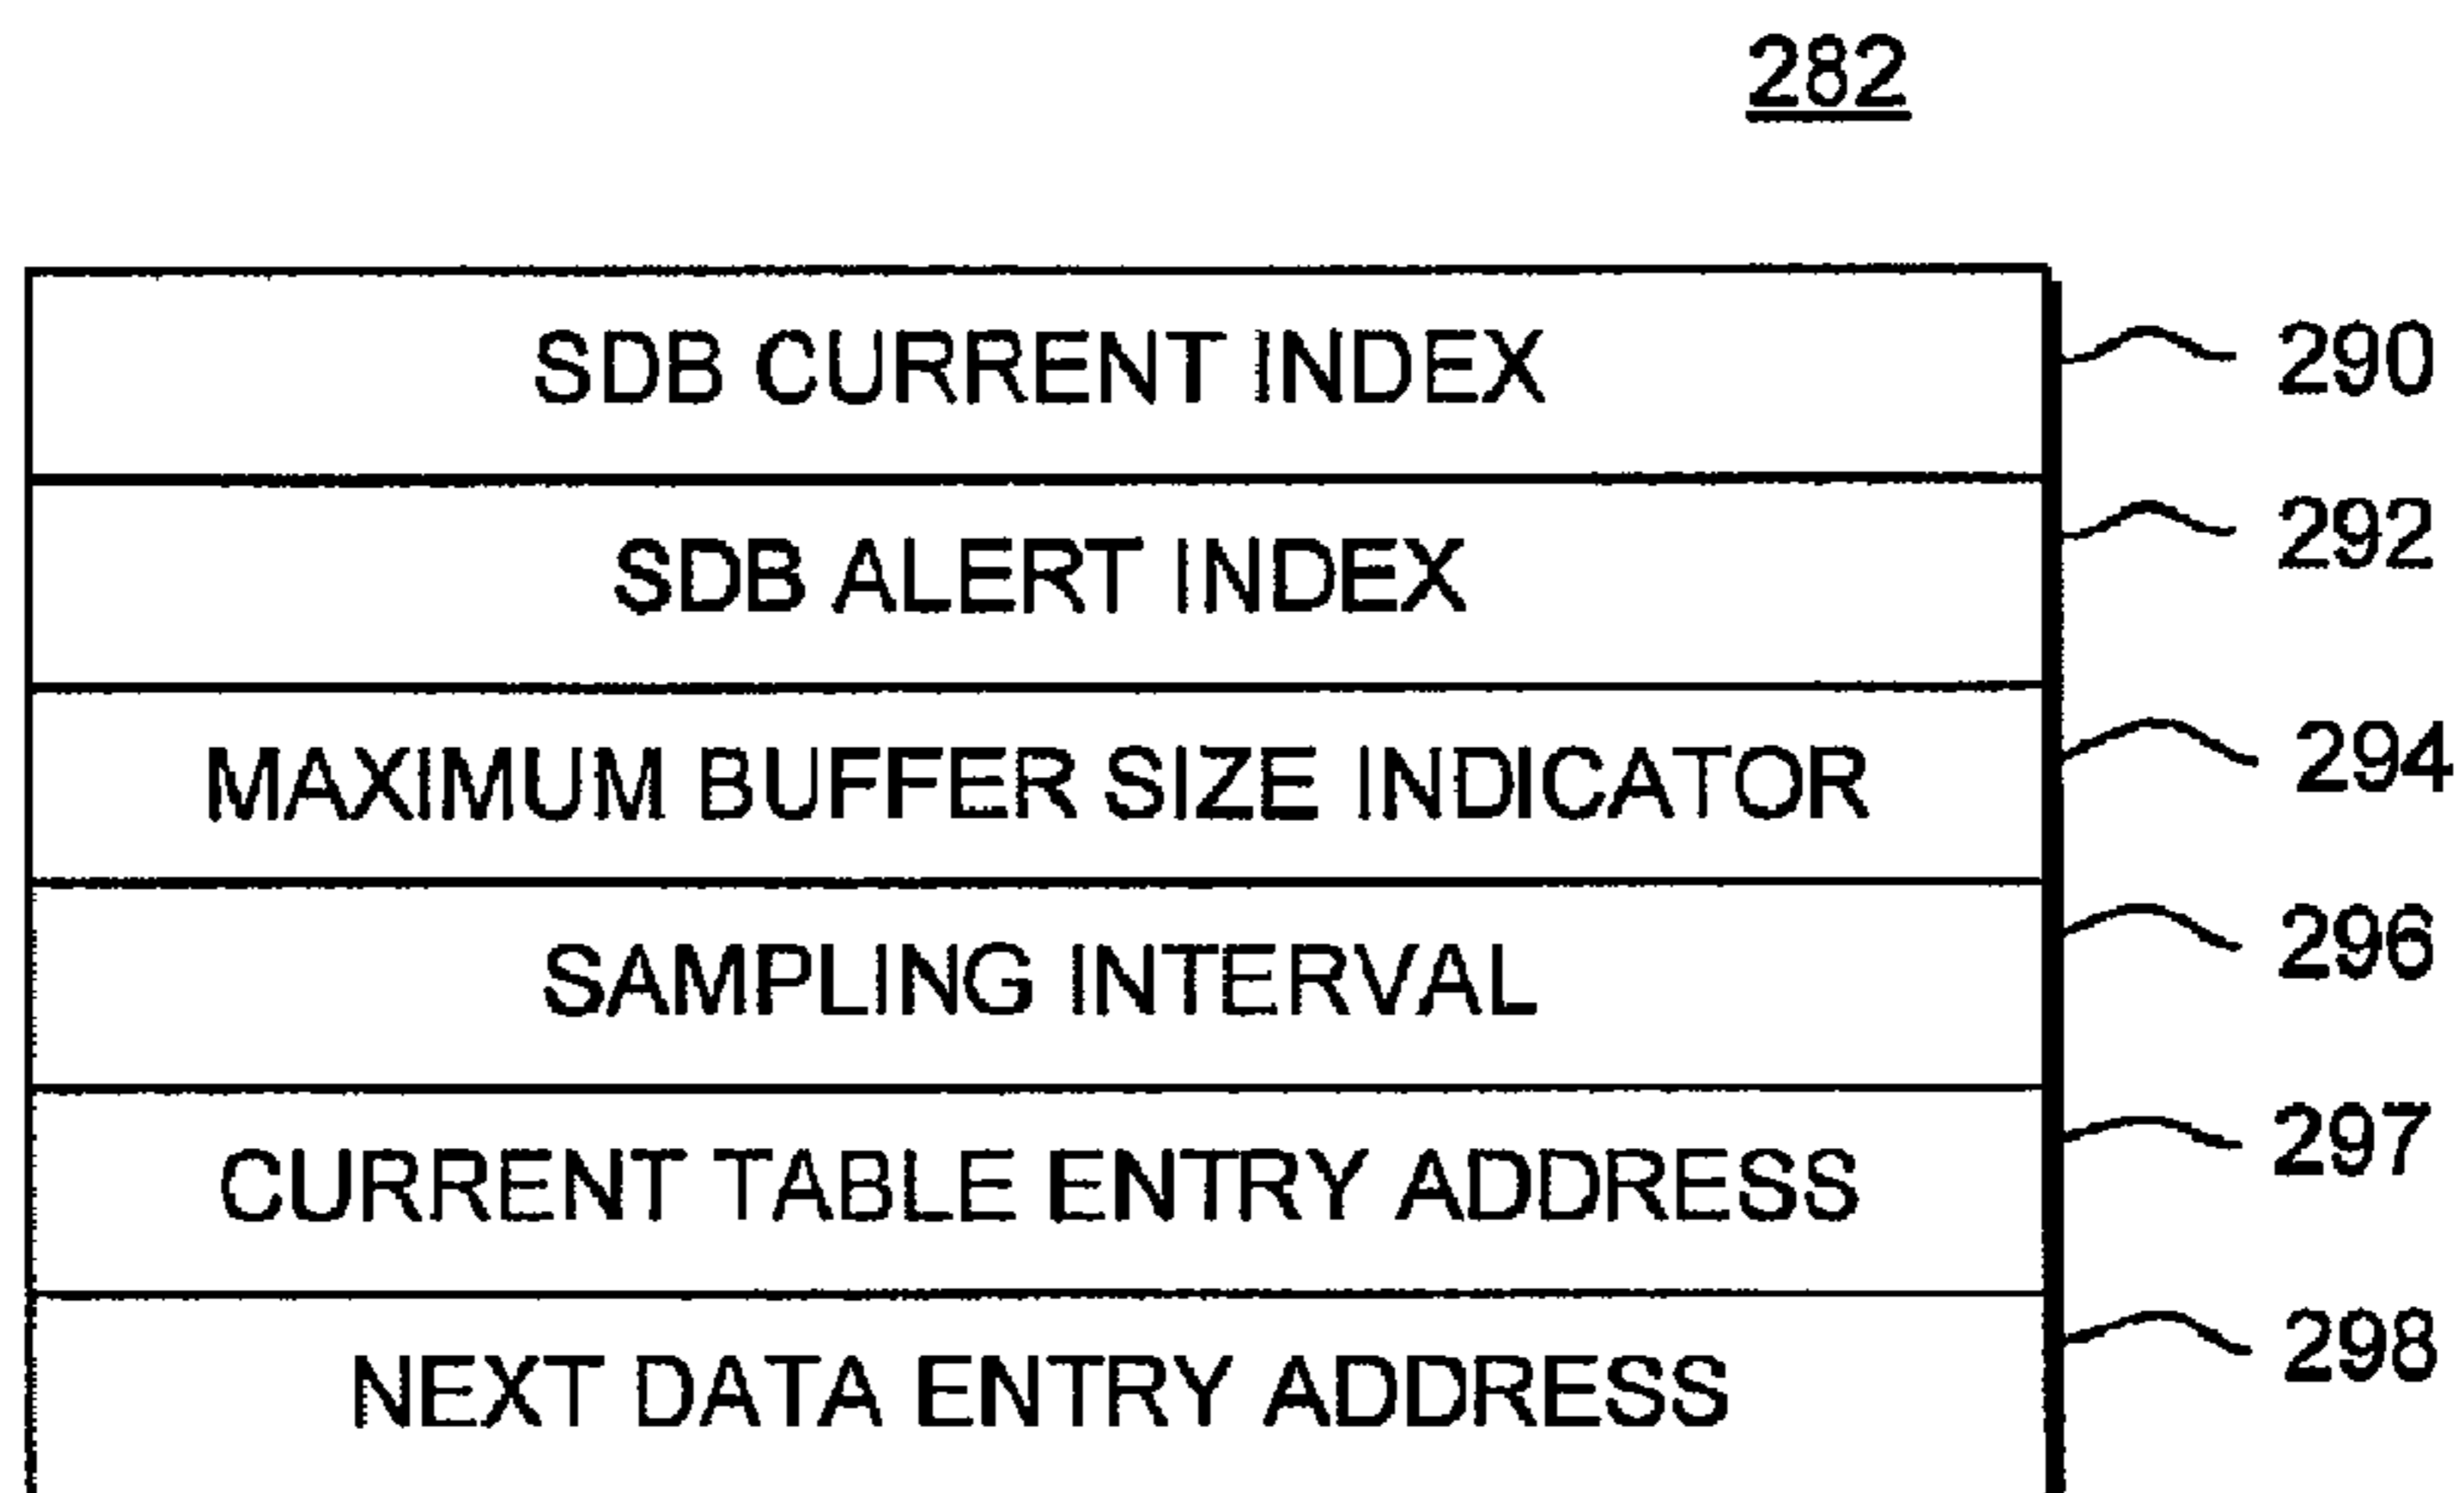 282
SDB CURRENT INDEX 290
SDB ALERT INDEX 292
MAXIMUM BUFFER SIZE INDICATOR 294
SAMPLING INTERVAL 296
CURRENT TABLE ENTRY ADDRESS 297
NEXT DATA ENTRY ADDRESS 298